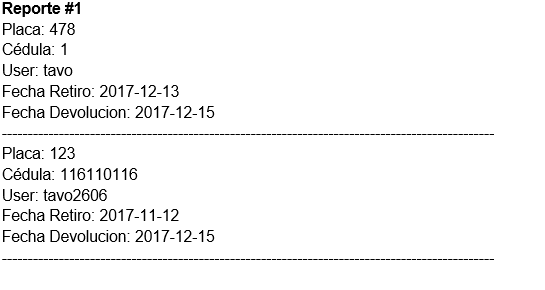 Reporte #1
Placa: 478
Cédula: 1
User: tavo
Fecha Retiro: 2017-12-13
Fecha Devolucion: 2017-12-15
------------------------------------------------------------------------------------------------
Placa: 123
Cédula: 116110116
User: tavo2606
Fecha Retiro: 2017-11-12
Fecha Devolucion: 2017-12-15
------------------------------------------------------------------------------------------------